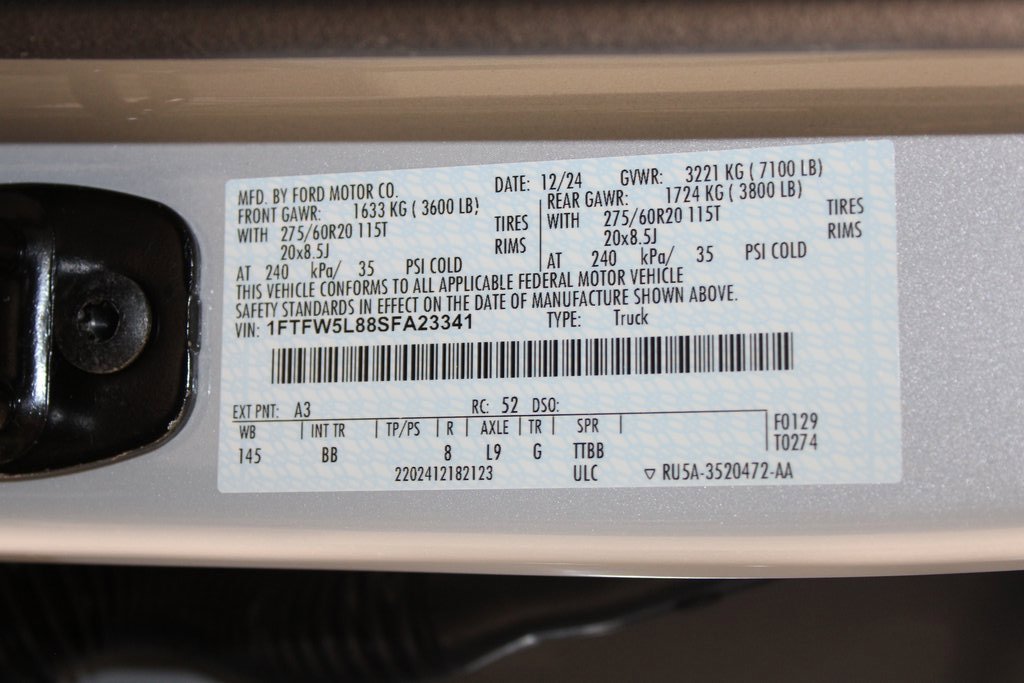 MFD. BY FORD MOTOR CO. DATE: 12/24 GVWR: 3221 KG ( 7100 LB)
FRONT GAWR: 1633 KG ( 3600 LB) REAR GAWR: 1724 KG ( 3800 LB)
WITH 275/60R20 115T TIRES WITH 275/60R20 115T TIRES
20x8.5J RIMS 20x8.5J RIMS
AT 240 kPa/ 35 PSI COLD AT 240 kPa/ 35 PSI COLD
THIS VEHICLE CONFORMS TO ALL APPLICABLE FEDERAL MOTOR VEHICLE
SAFETY STANDARDS IN EFFECT ON THE DATE OF MANUFACTURE SHOWN ABOVE.
VIN: 1FTFW5L88SFA23341 TYPE: Truck
EXT PNT: A3 RC: 52 DSO:
WB INT TR TP/PS R AXLE TR SPR F0129
145 BB 8 L9 G TTBB T0274
2202412182123 ULC ▽ RU5A-3520472-AA